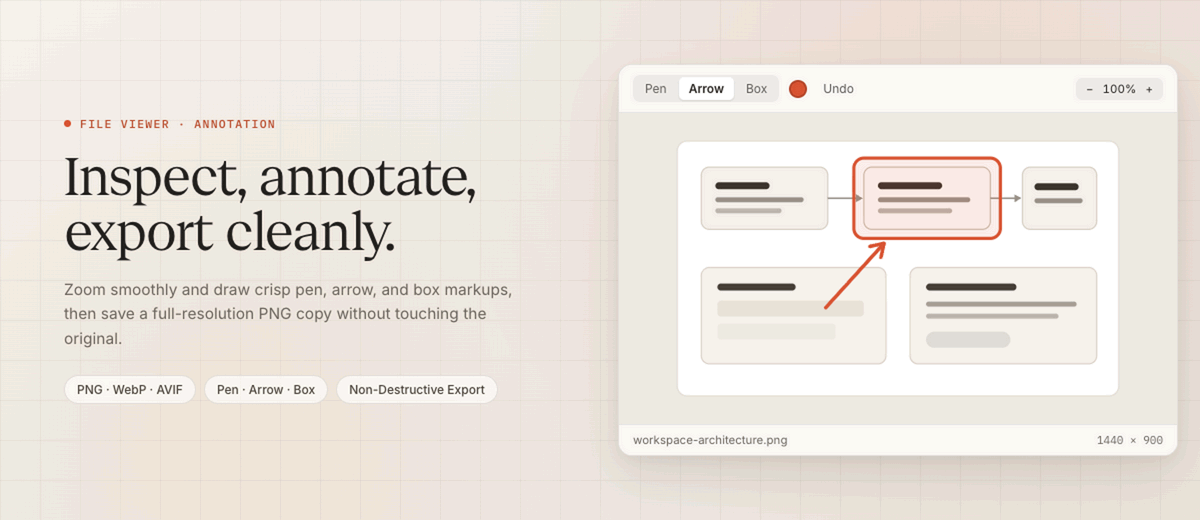 FILE VIEWER · ANNOTATION
Inspect, annotate,
export cleanly.
Zoom smoothly and draw crisp pen, arrow, and box markups,
then save a full-resolution PNG copy without touching the
original.
PNG · WebP · AVIF
Pen · Arrow · Box
Non-Destructive Export
Pen Arrow Box Undo − 100% +
workspace-architecture.png 1440 × 900